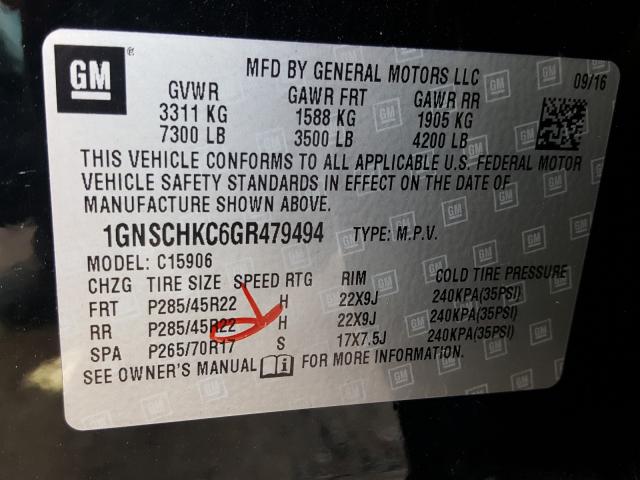 GM
MFD BY GENERAL MOTORS LLC
09/16
GVWR GAWR FRT GAWR RR
3311 KG 1588 KG 1905 KG
7300 LB 3500 LB 4200 LB
THIS VEHICLE CONFORMS TO ALL APPLICABLE U.S. FEDERAL MOTOR
VEHICLE SAFETY STANDARDS IN EFFECT ON THE DATE OF
MANUFACTURE SHOWN ABOVE.
1GNSCHKC6GR479494 TYPE: M.P.V.
MODEL: C15906
CHZG TIRE SIZE SPEED RTG RIM COLD TIRE PRESSURE
FRT P285/45R22 H 22X9J 240KPA(35PSI)
RR P285/45R22 H 22X9J 240KPA(35PSI)
SPA P265/70R17 S 17X7.5J 240KPA(35PSI)
SEE OWNER'S MANUAL i FOR MORE INFORMATION.